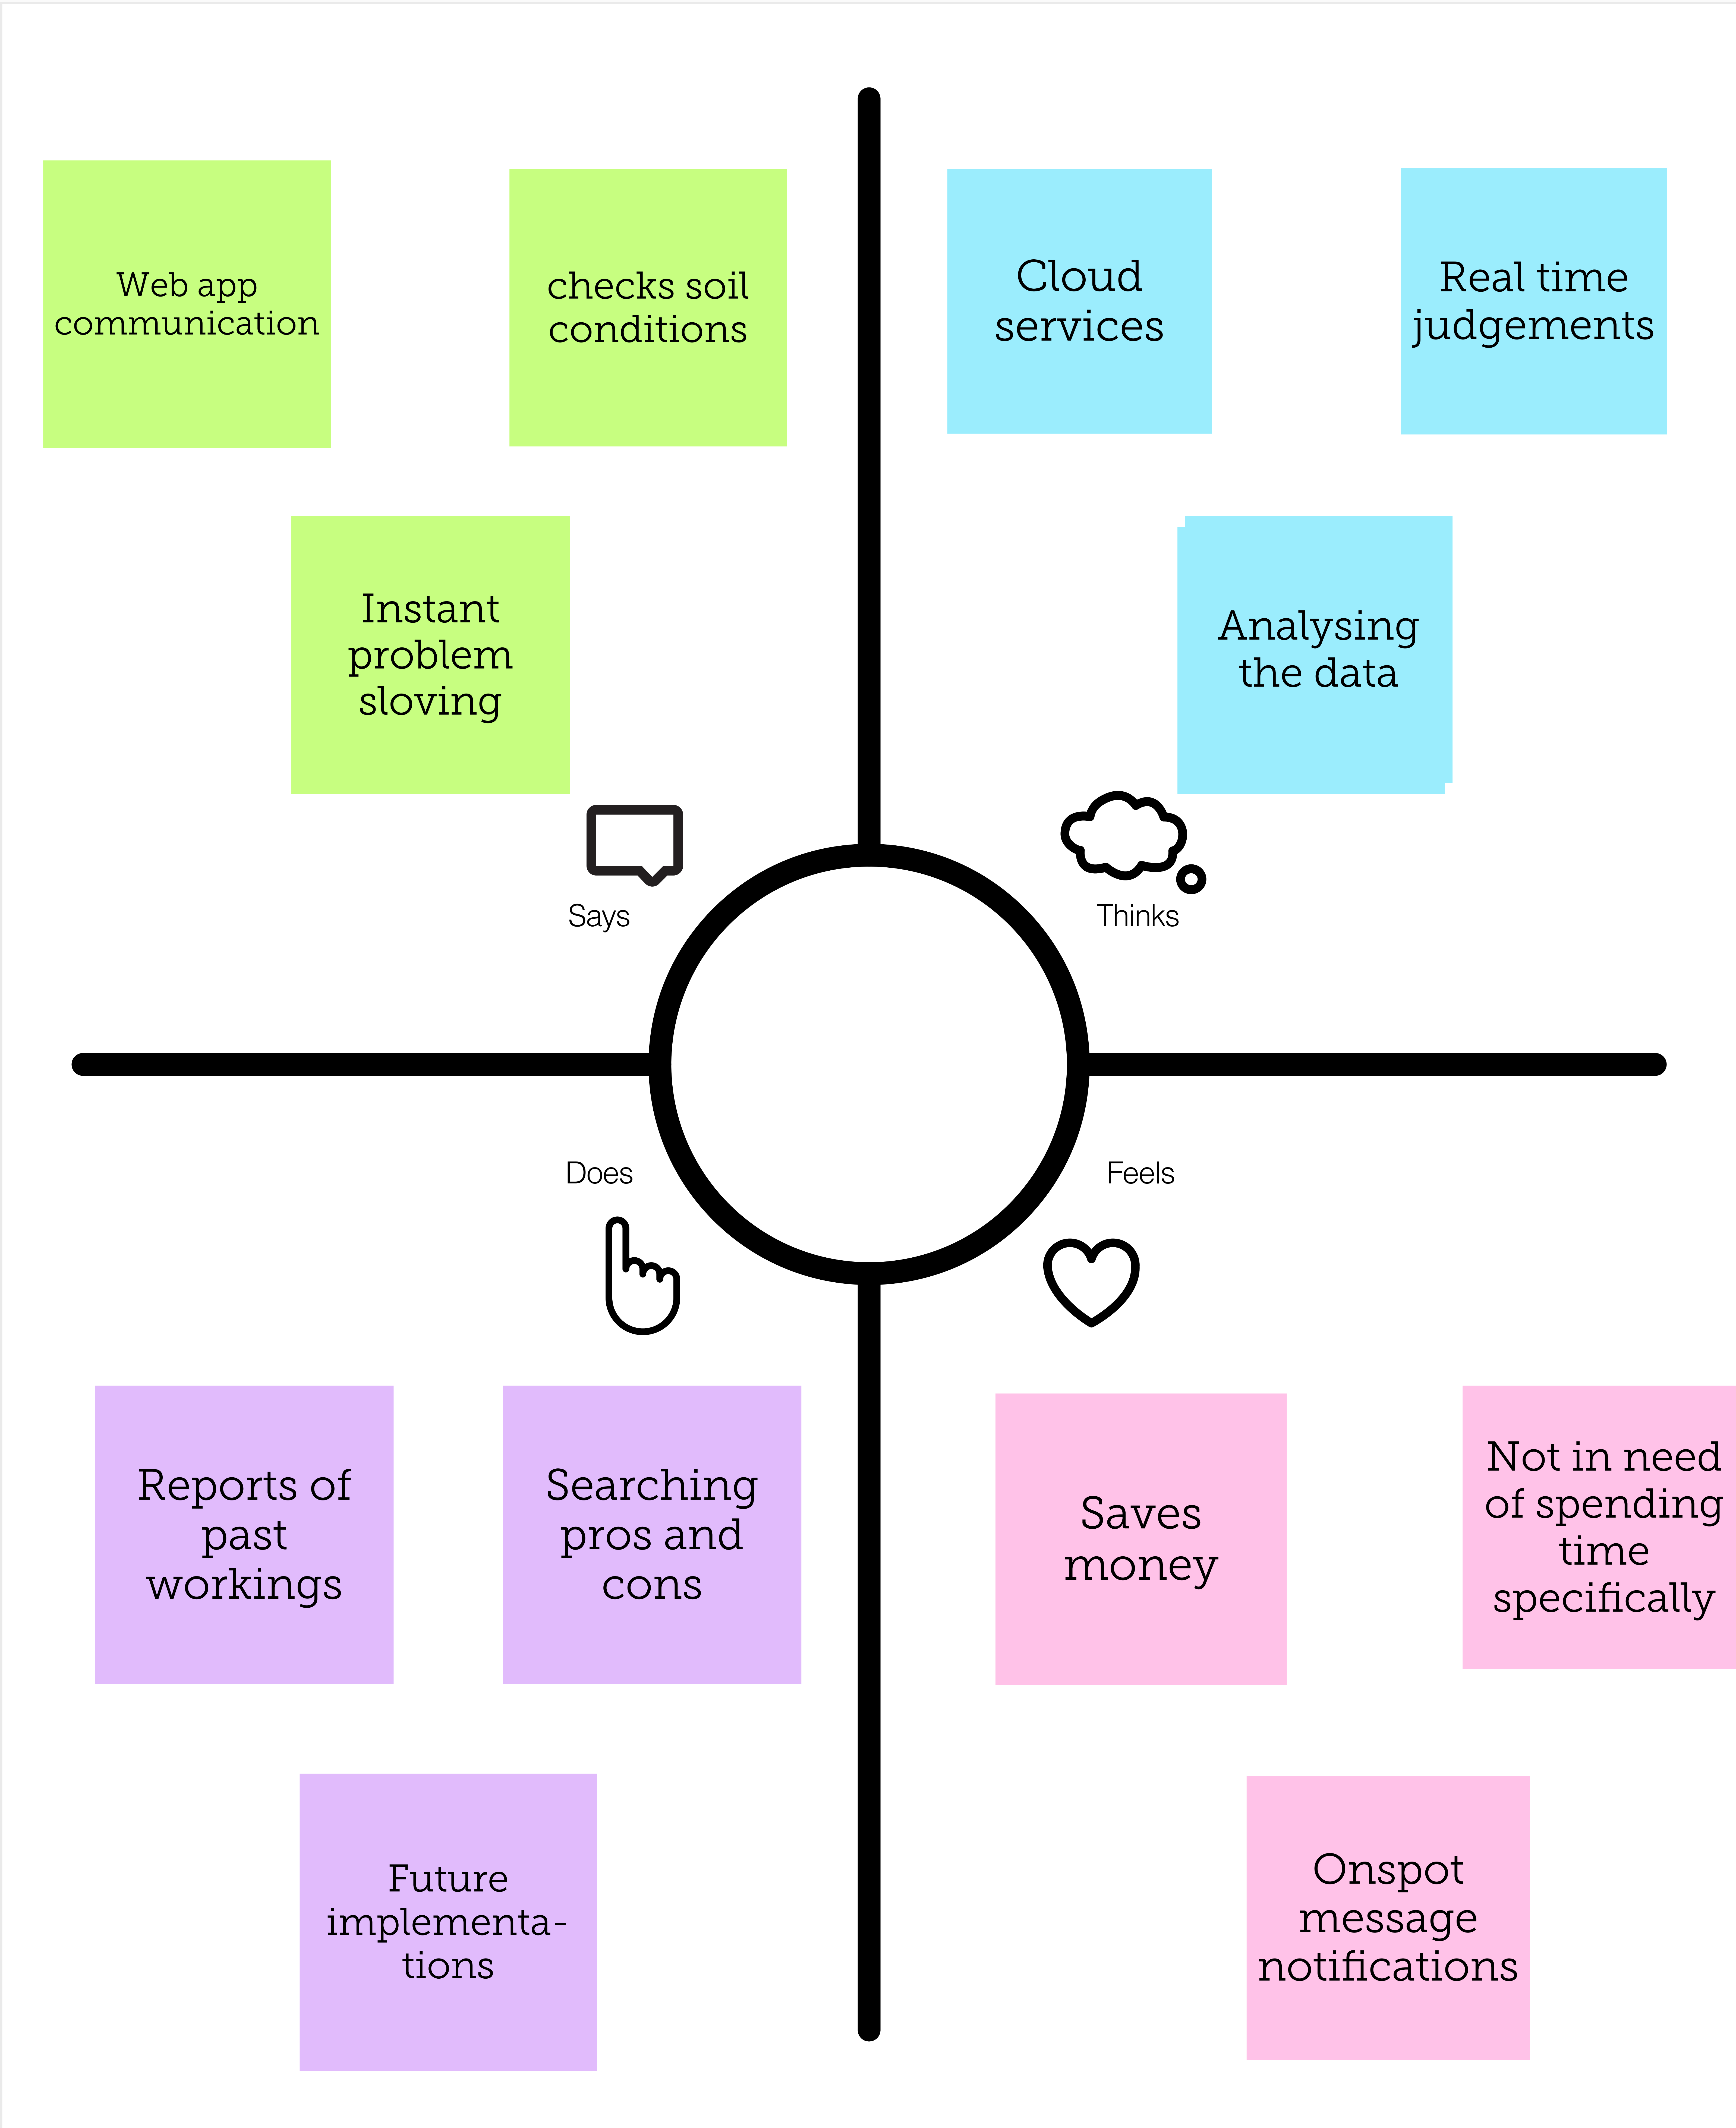 Web app
communication
checks soil
conditions
Instant
problem
sloving
Says
Cloud
services
Real time
judgements
Analysing
the data
Thinks
Does
Reports of
past
workings
Searching
pros and
cons
Future
implementa-
tions
Feels
Saves
money
Not in need
of spending
time
specifically
Onspot
message
notifications